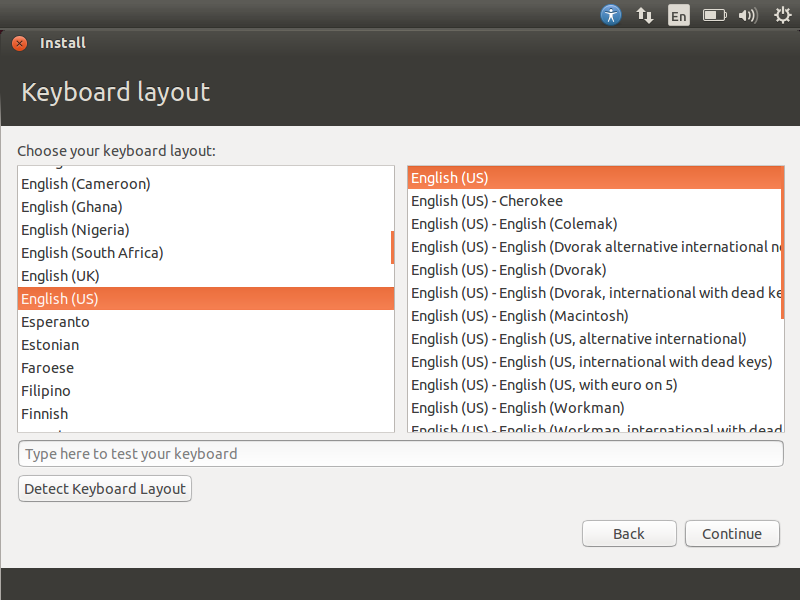 En
Install
Keyboard layout
Choose your keyboard layout:
English (Cameroon)
English (Ghana)
English (Nigeria)
English (South Africa)
English (UK)
English (US)
Esperanto
Estonian
Faroese
Filipino
Finnish
English (US)
English (US) - Cherokee
English (US) - English (Colemak)
English (US) - English (Dvorak alternative international n
English (US) - English (Dvorak)
English (US) - English (Dvorak, international with dead ke
English (US) - English (Macintosh)
English (US) - English (US, alternative international)
English (US) - English (US, international with dead keys)
English (US) - English (US, with euro on 5)
English (US) - English (Workman)
English (US) - English (Workman, international with dead
Type here to test your keyboard
Detect Keyboard Layout
Back
Continue